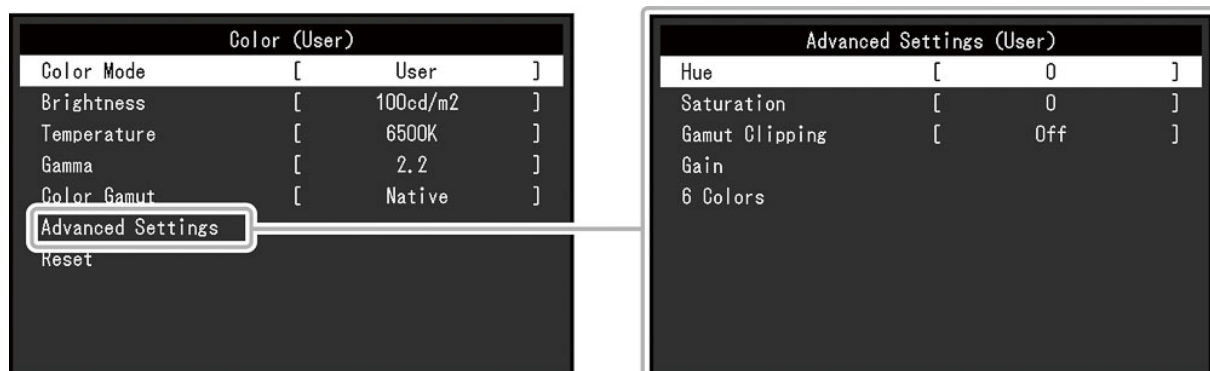 Color (User)
Color Mode [ User ]
Brightness [ 100cd/m2 ]
Temperature [ 6500K ]
Gamma [ 2.2 ]
Color Gamut [ Native ]
Advanced Settings
Reset
Advanced Settings (User)
Hue [ 0 ]
Saturation [ 0 ]
Gamut Clipping [ Off ]
Gain
6 Colors